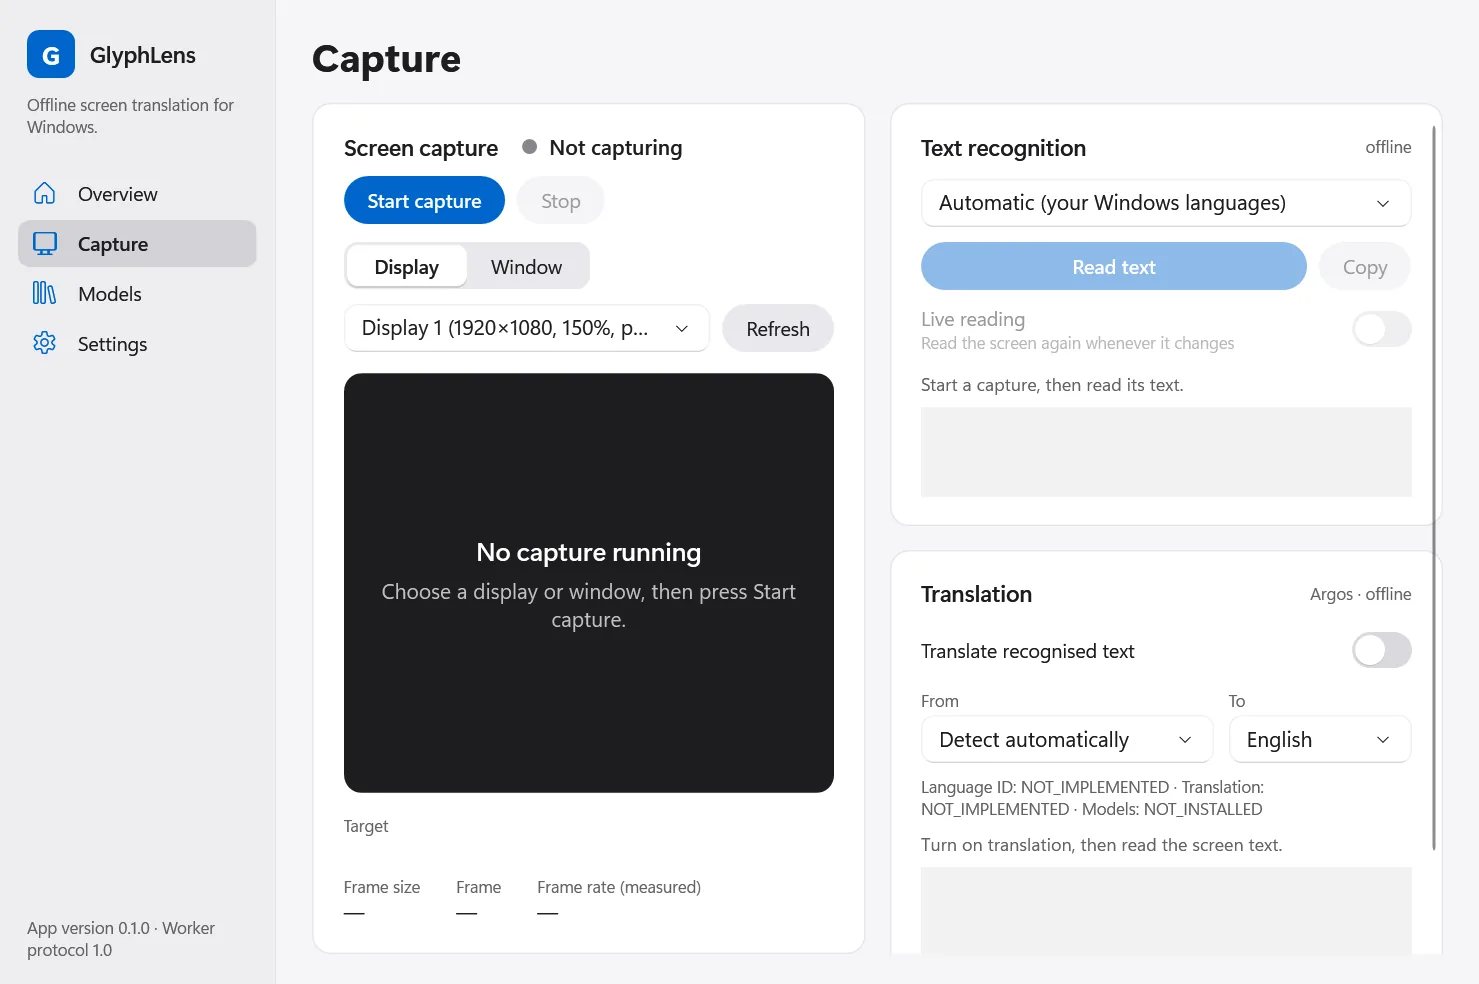 G
GlyphLens
Offline screen translation for
Windows.
Overview
Capture
Models
Settings
App version 0.1.0 · Worker
protocol 1.0
Capture
Screen capture
Not capturing
Start capture
Stop
Display
Window
Display 1 (1920×1080, 150%, p...
Refresh
No capture running
Choose a display or window, then press Start
capture.
Target
Frame size
Frame
Frame rate (measured)
—
—
—
Text recognition
offline
Automatic (your Windows languages)
Read text
Copy
Live reading
Read the screen again whenever it changes
Start a capture, then read its text.
Translation
Argos · offline
Translate recognised text
From
To
Detect automatically
English
Language ID: NOT_IMPLEMENTED · Translation:
NOT_IMPLEMENTED · Models: NOT_INSTALLED
Turn on translation, then read the screen text.